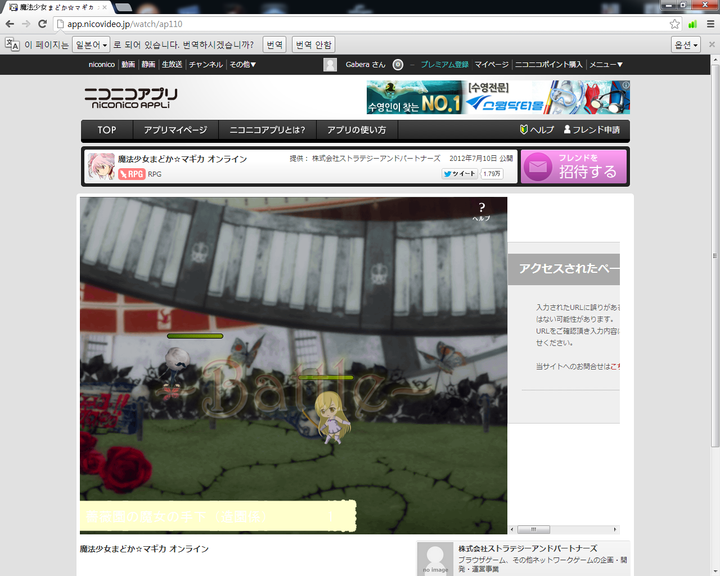 魔法少女まどか☆マギカ
app.nicovideo.jp/watch/ap110
이 페이지는 일본어 로 되어 있습니다. 번역하시겠습니까? 번역 번역 안함 옵션
niconico 動画 静画 生放送 チャンネル その他▼ Gabera さん プレミアム登録 マイページ ニコニコポイント購入 メニュー▼
ニコニコアプリ
niconico APPLI
수영인이 찾는 NO.1 [수영전문] 스윔닥터몰
TOP アプリマイページ ニコニコアプリとは? アプリの使い方 ヘルプ フレンド申請
魔法少女まどか☆マギカ オンライン 提供: 株式会社ストラテジーアンドパートナーズ 2012年7月10日 公開
RPG RPG ツイート 1.79万
フレンドを
招待する
?
ヘルプ
Battle
アクセスされたペー
入力されたURLに誤りがある
はない可能性があります。
URLをご確認頂き入力内容に
せください。
当サイトへのお問合せはこち
魔法少女まどか☆マギカ オンライン
no image
株式会社ストラテジーアンドパートナーズ
ブラウザゲーム、その他ネットワークゲームの企画・開
発・運営事業